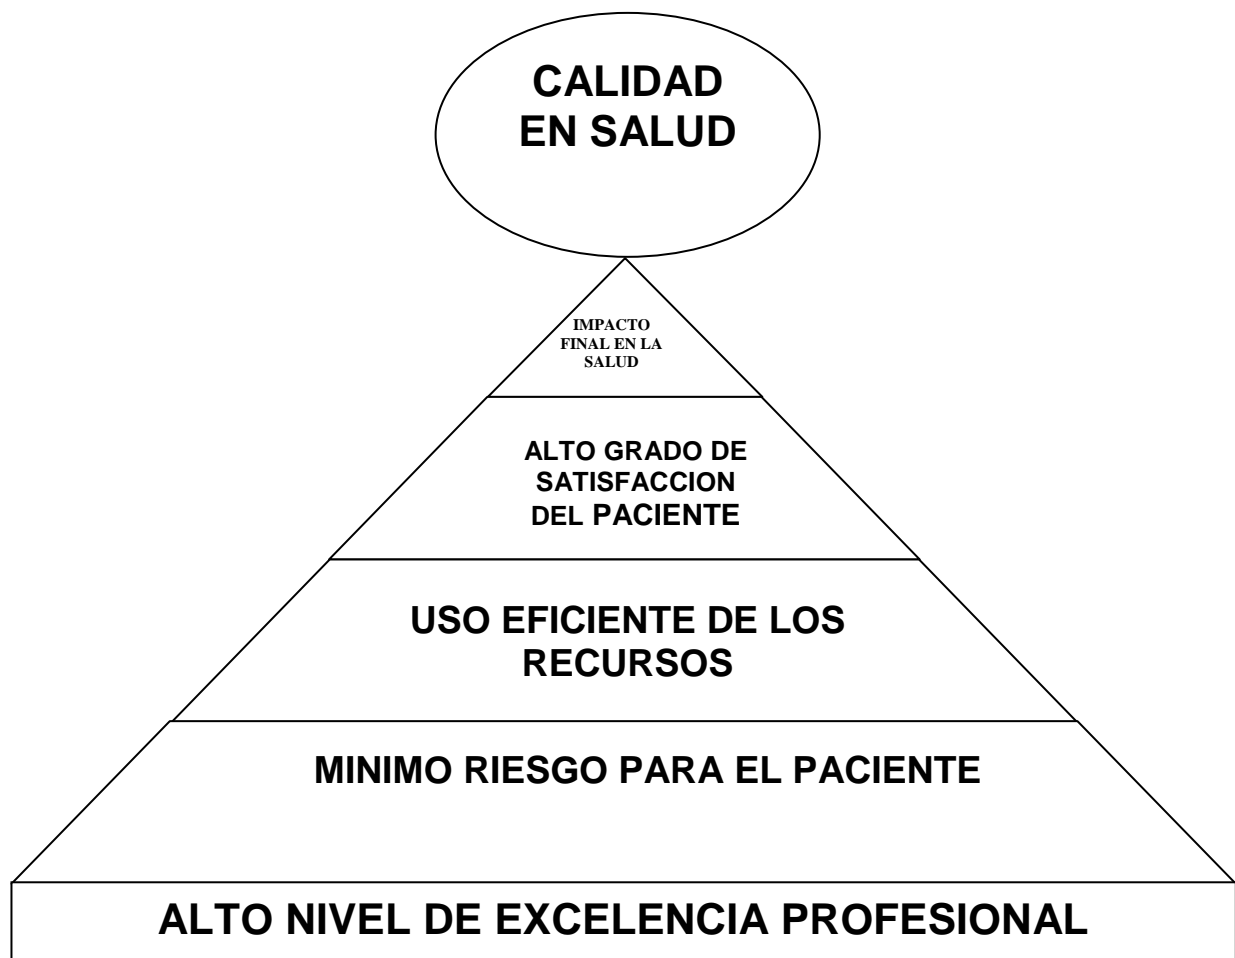 CALIDAD
EN SALUD
IMPACTO
FINAL EN LA
SALUD
ALTO GRADO DE
SATISFACCION
DEL PACIENTE
USO EFICIENTE DE LOS
RECURSOS
MINIMO RIESGO PARA EL PACIENTE
ALTO NIVEL DE EXCELENCIA PROFESIONAL